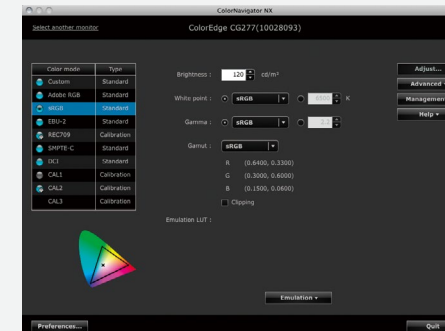 ColorNavigator NX
Select another monitor
ColorEdge CG277(10028093)
Color mode Type
Custom Standard
Adobe RGB Standard
sRGB Standard
EBU-2 Standard
REC709 Calibration
SMPTE-C Standard
DCI Standard
CAL1 Calibration
CAL2 Calibration
CAL3 Calibration
Brightness : 120 cd/m²
White point : sRGB K
Gamma : sRGB 2.2
Gamut : sRGB
R (0.6400, 0.3300)
G (0.3000, 0.6000)
B (0.1500, 0.0600)
Clipping
Emulation LUT :
Emulation
Adjust...
Advanced
Management
Help
Preferences...
Quit